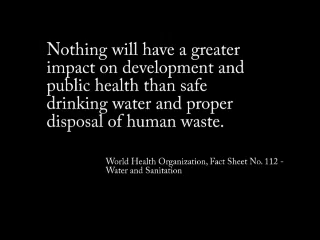 Nothing will have a greater
impact on development and
public health than safe
drinking water and proper
disposal of human waste.
World Health Organization, Fact Sheet No. 112 -
Water and Sanitation